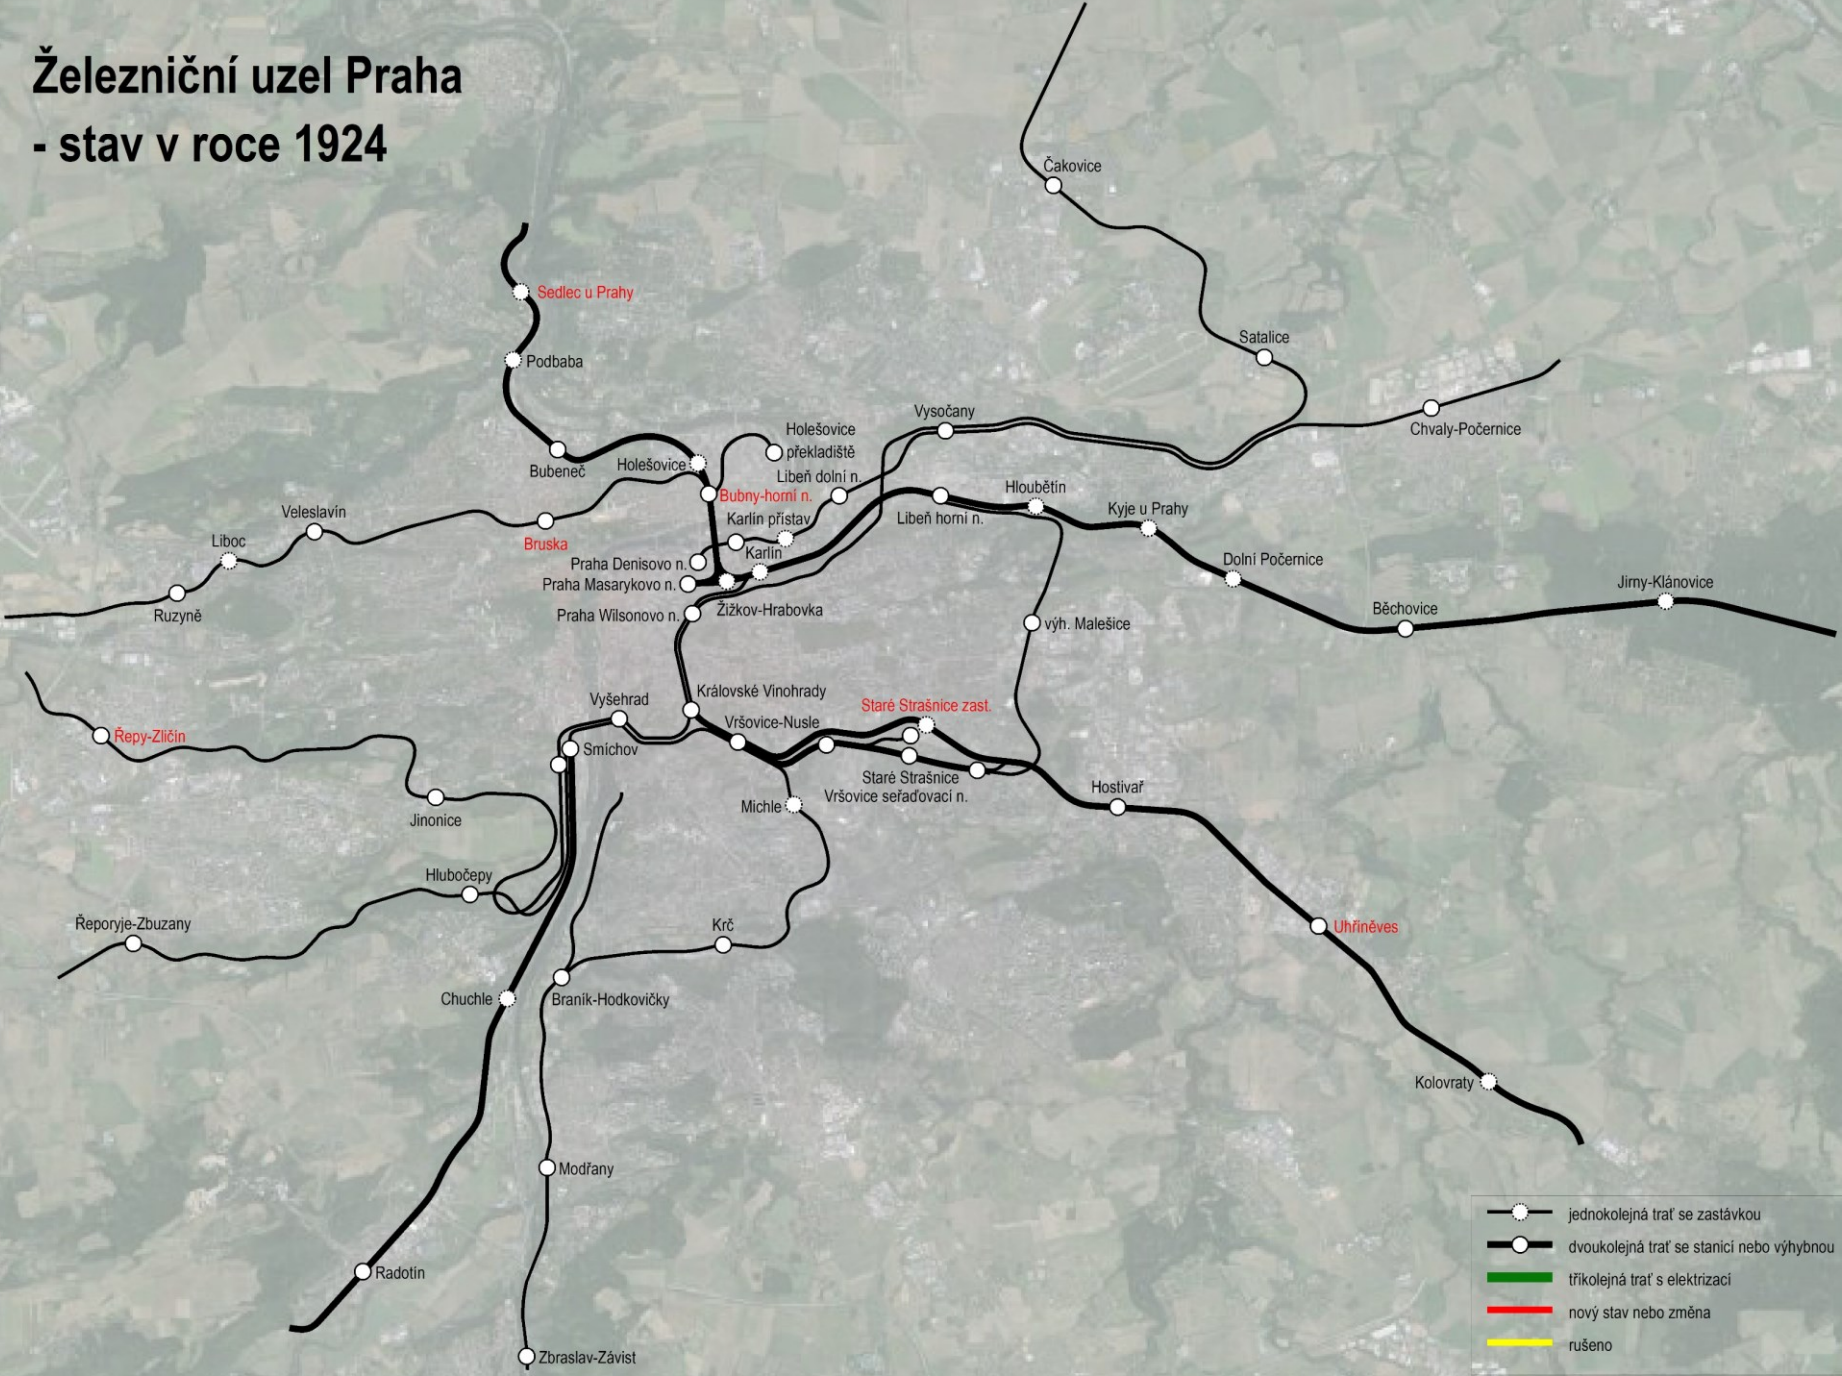 Železniční uzel Praha
- stav v roce 1924
Čakovice
Sedlec u Prahy
Satalice
Podbaba
Vysočany
Chvaly-Počernice
Holešovice
překladiště
Bubeneč
Holešovice
Libeň dolní n.
Bubny-horní n.
Hloubětín
Kyje u Prahy
Veleslavín
Karlín přístav
Libeň horní n.
Liboc
Bruska
Karlín
Praha Denisovo n.
Dolní Počernice
Praha Masarykovo n.
Jirny-Klánovice
Ruzyně
Praha Wilsonovo n.
Žižkov-Hrabovka
Běchovice
výh. Malešice
Vyšehrad
Královské Vinohrady
Staré Strašnice zast.
Vršovice-Nusle
Řepy-Zličín
Smíchov
Staré Strašnice
Vršovice seřaďovací n.
Hostivař
Michle
Jinonice
Hlubočepy
Řeporyje-Zbuzany
Krč
Uhříněves
Chuchle
Braník-Hodkovičky
Kolovraty
Modřany
Radotín
Zbraslav-Závist
jednokolejná trať se zastávkou
dvoukolejná trať se stanicí nebo výhybnou
tříkolejná trať s elektrizací
nový stav nebo změna
rušeno